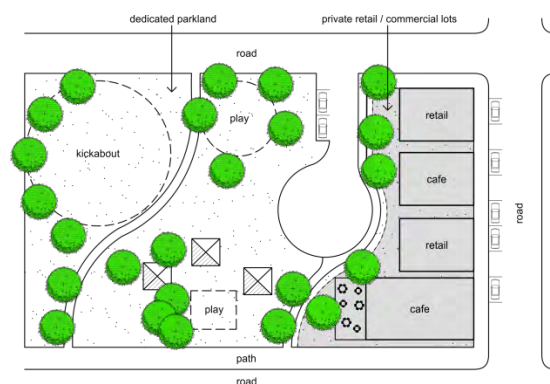 dedicated parkland
private retail / commercial lots
road
play
retail
kickabout
cafe
road
retail
play
cafe
path
road